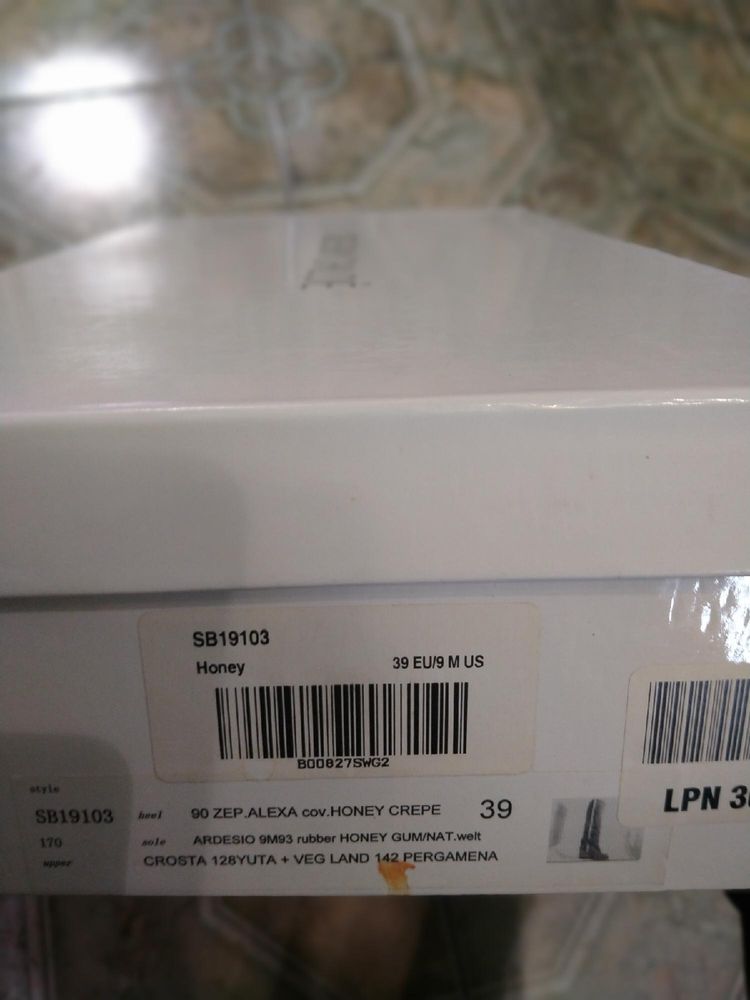 SB19103
Honey 39 EU/9 M US
B00827SWG2
LPN
style
SB19103 heel 90 ZEP.ALEXA cov.HONEY CREPE 39
170 sole ARDESIO 9M93 rubber HONEY GUM/NAT.welt
upper CROSTA 128YUTA + VEG LAND 142 PERGAMENA